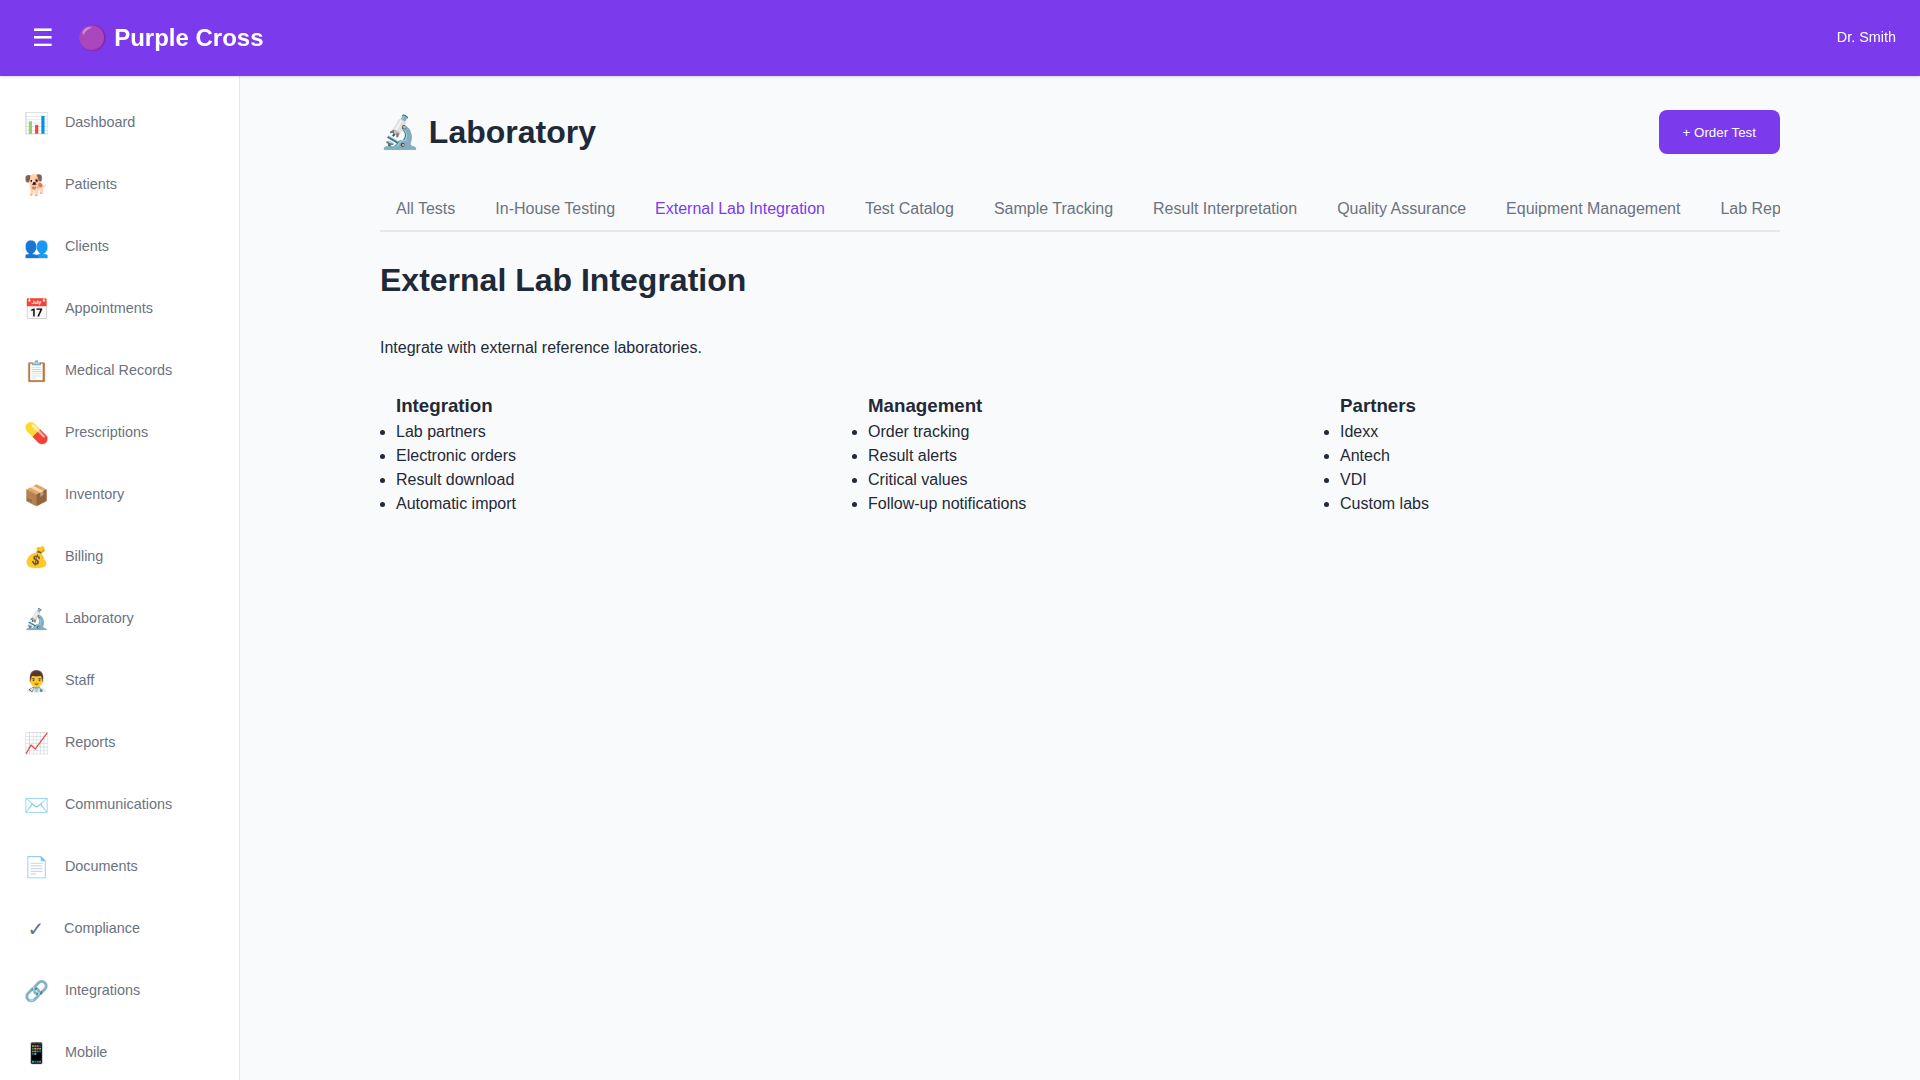 ☰ 🟣 Purple Cross
Dr. Smith
📊 Dashboard
🐕 Patients
👥 Clients
📅 Appointments
📋 Medical Records
💊 Prescriptions
📦 Inventory
💰 Billing
🔬 Laboratory
👨‍⚕️ Staff
📈 Reports
✉️ Communications
📄 Documents
✓ Compliance
🔗 Integrations
📱 Mobile
🔬 Laboratory
+ Order Test
All Tests In-House Testing External Lab Integration Test Catalog Sample Tracking Result Interpretation Quality Assurance Equipment Management Lab Rep
External Lab Integration
Integrate with external reference laboratories.
Integration
• Lab partners
• Electronic orders
• Result download
• Automatic import
Management
• Order tracking
• Result alerts
• Critical values
• Follow-up notifications
Partners
• Idexx
• Antech
• VDI
• Custom labs